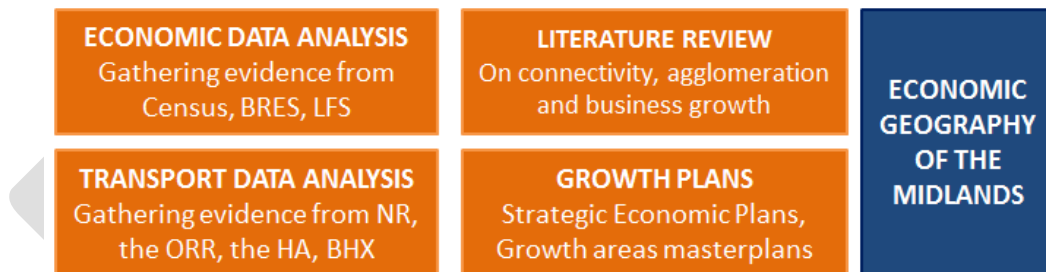 ECONOMIC DATA ANALYSIS
Gathering evidence from
Census, BRES, LFS
LITERATURE REVIEW
On connectivity, agglomeration
and business growth
TRANSPORT DATA ANALYSIS
Gathering evidence from NR,
the ORR, the HA, BHX
GROWTH PLANS
Strategic Economic Plans,
Growth areas masterplans
ECONOMIC
GEOGRAPHY
OF THE
MIDLANDS